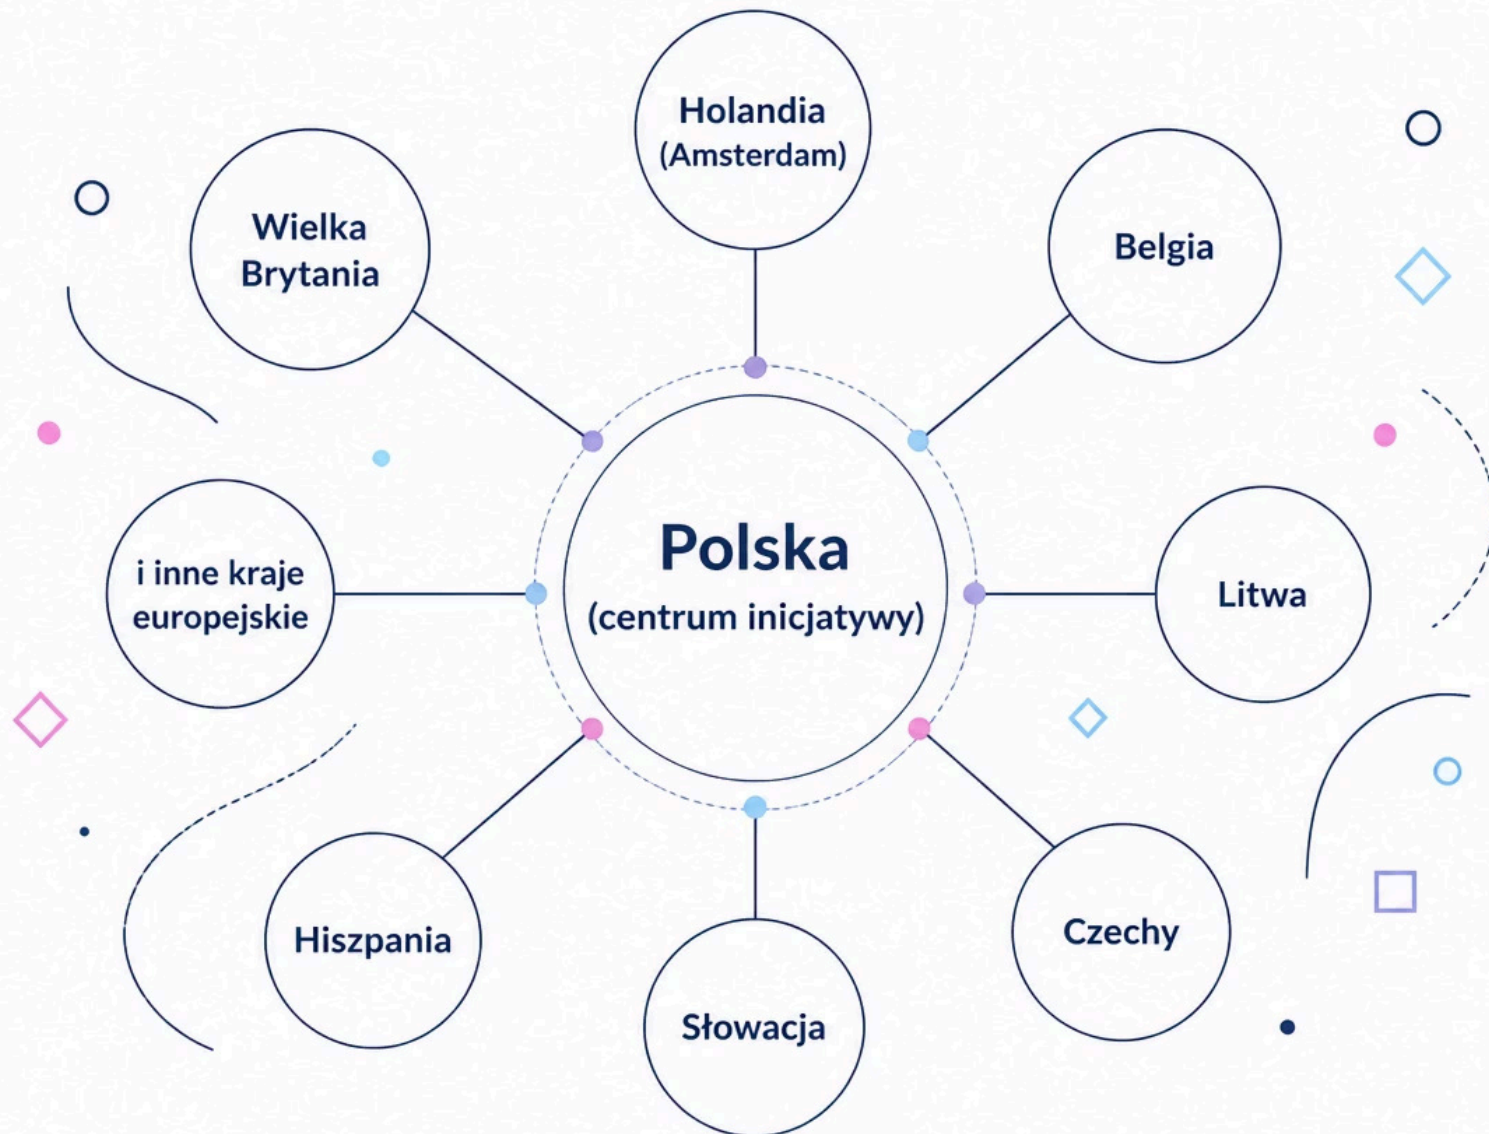 Holandia
(Amsterdam)
Wielka
Brytania
Belgia
i inne kraje
europejskie
Polska
(centrum inicjatywy)
Litwa
Hiszpania
Słowacja
Czechy